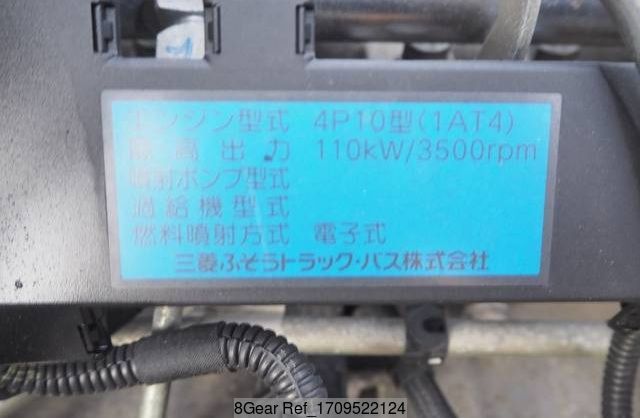 エンジン型式 4P10型(1AT4)
最高出力 110kW/3500rpm
噴射ポンプ型式
過給機型式
燃料噴射方式 電子式
三菱ふそうトラック・バス株式会社
8Gear Ref_1709522124